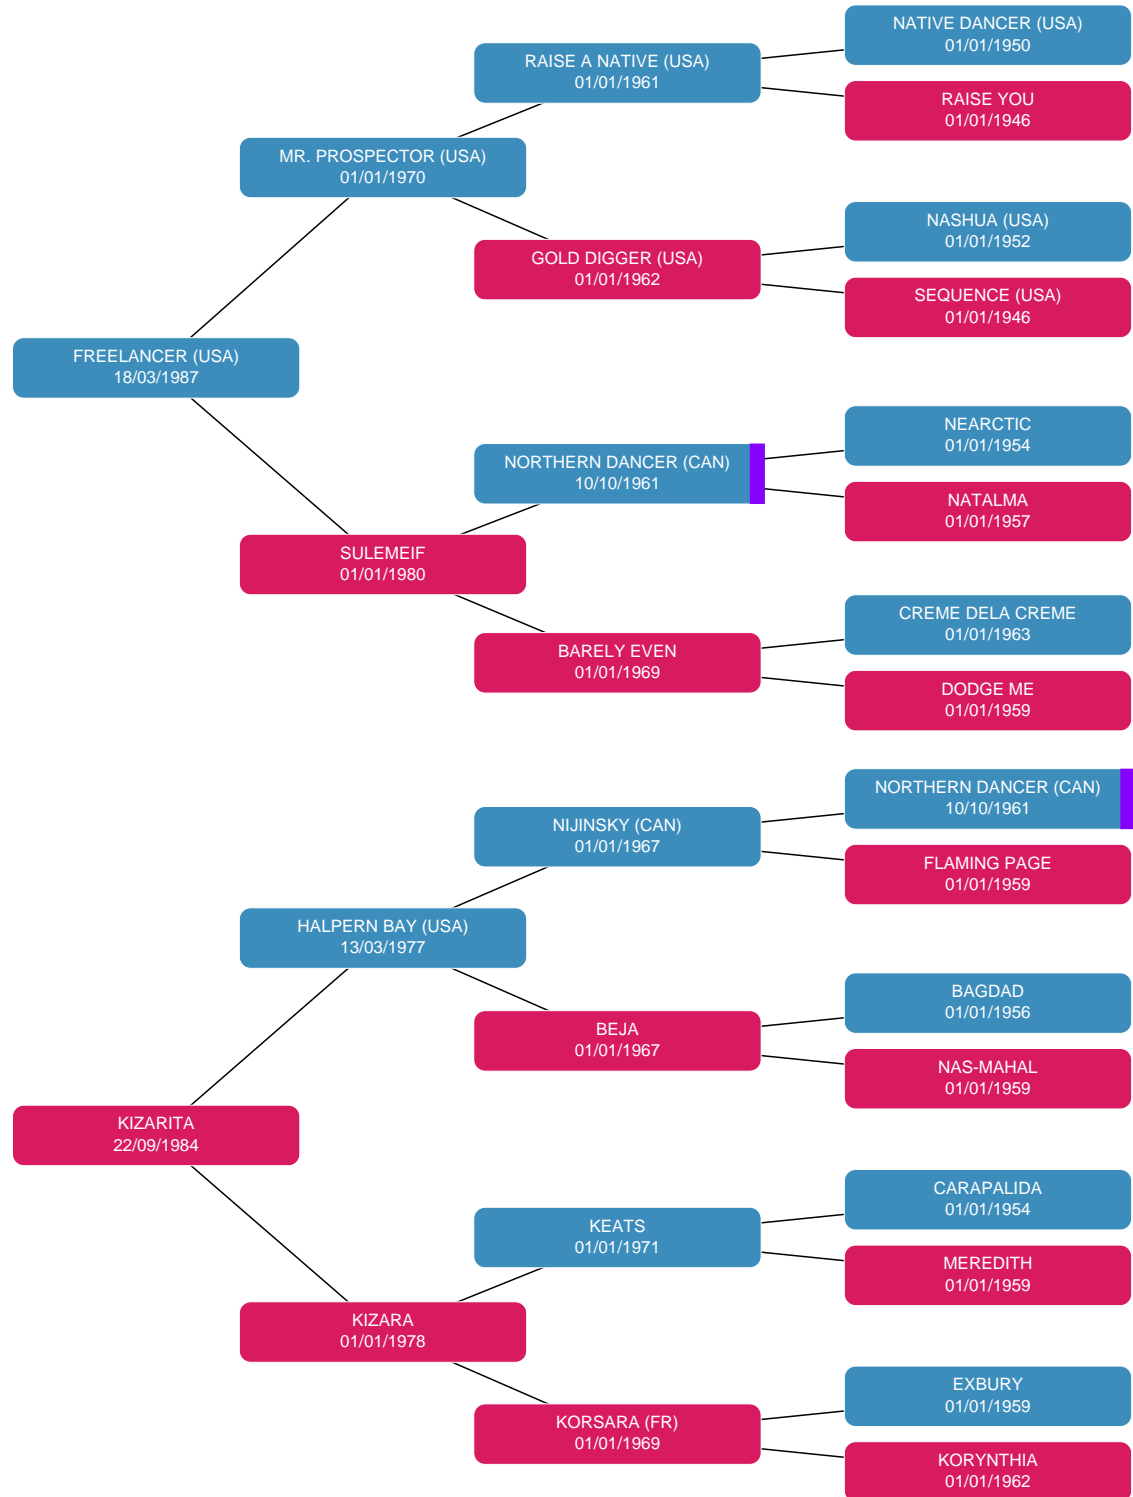 NATIVE DANCER (USA)
01/01/1950
RAISE A NATIVE (USA)
01/01/1961
RAISE YOU
01/01/1946
MR. PROSPECTOR (USA)
01/01/1970
NASHUA (USA)
01/01/1952
GOLD DIGGER (USA)
01/01/1962
SEQUENCE (USA)
01/01/1946
FREELANCER (USA)
18/03/1987
NEARCTIC
01/01/1954
NORTHERN DANCER (CAN)
10/10/1961
NATALMA
01/01/1957
SULEMEIF
01/01/1980
CREME DELA CREME
01/01/1963
BARELY EVEN
01/01/1969
DODGE ME
01/01/1959
NORTHERN DANCER (CAN)
10/10/1961
NIJINSKY (CAN)
01/01/1967
FLAMING PAGE
01/01/1959
HALPERN BAY (USA)
13/03/1977
BAGDAD
01/01/1956
BEJA
01/01/1967
NAS-MAHAL
01/01/1959
KIZARITA
22/09/1984
CARAPALIDA
01/01/1954
KEATS
01/01/1971
MEREDITH
01/01/1959
KIZARA
01/01/1978
EXBURY
01/01/1959
KORSARA (FR)
01/01/1969
KORYNTHIA
01/01/1962